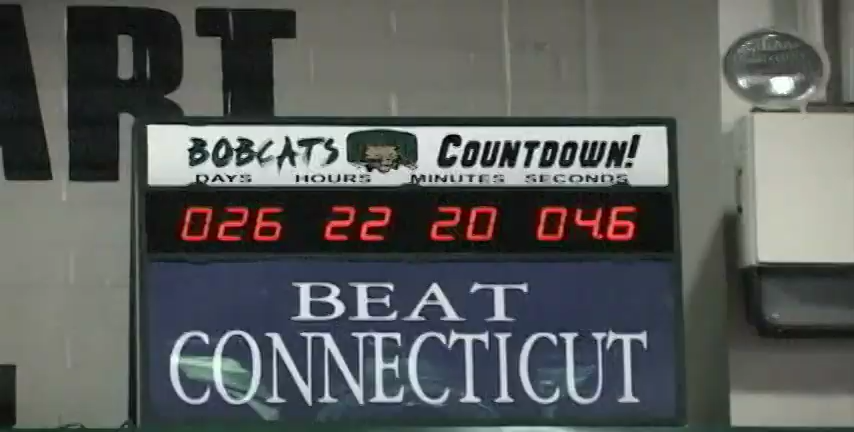 ART
BOBCATS COUNTDOWN!
DAYS HOURS MINUTES SECONDS
026 22 20 04.6
BEAT
CONNECTICUT